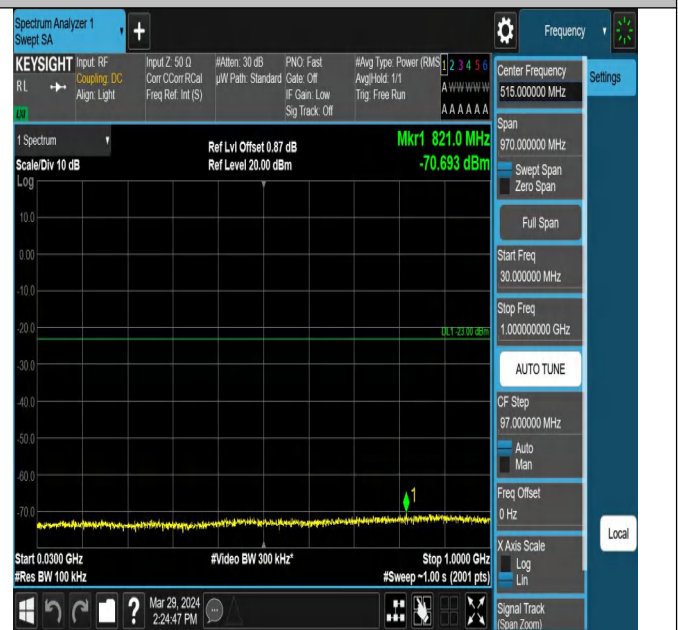 Spectrum Analyzer 1
Swept SA
Frequency
KEYSIGHT
RL
Input: RF
Coupling: DC
Align: Light
Input Z: 50 Ω
Corr CCorr RCal
Freq Ref: Int (S)
#Atten: 30 dB
µW Path: Standard
PNO: Fast
Gate: Off
IF Gain: Low
Sig Track: Off
#Avg Type: Power (RMS
Avg|Hold: 1/1
Trig: Free Run
1 2 3 4 5 6
A W W W W W
A A A A A A
1 Spectrum
Scale/Div 10 dB
Ref Lvl Offset 0.87 dB
Ref Level 20.00 dBm
Mkr1 821.0 MHz
-70.693 dBm
Log
10.0
0.00
-10.0
-20.0
DL1 -23.00 dBm
-30.0
-40.0
-50.0
-60.0
1
-70.0
Start 0.0300 GHz
#Video BW 300 kHz*
Stop 1.0000 GHz
#Res BW 100 kHz
#Sweep ~1.00 s (2001 pts)
Center Frequency
515.000000 MHz
Settings
Span
970.000000 MHz
Swept Span
Zero Span
Full Span
Start Freq
30.000000 MHz
Stop Freq
1.000000000 GHz
AUTO TUNE
CF Step
97.000000 MHz
Auto
Man
Freq Offset
0 Hz
X Axis Scale
Log
Lin
Local
Signal Track
(Span Zoom)
?
Mar 29, 2024
2:24:47 PM